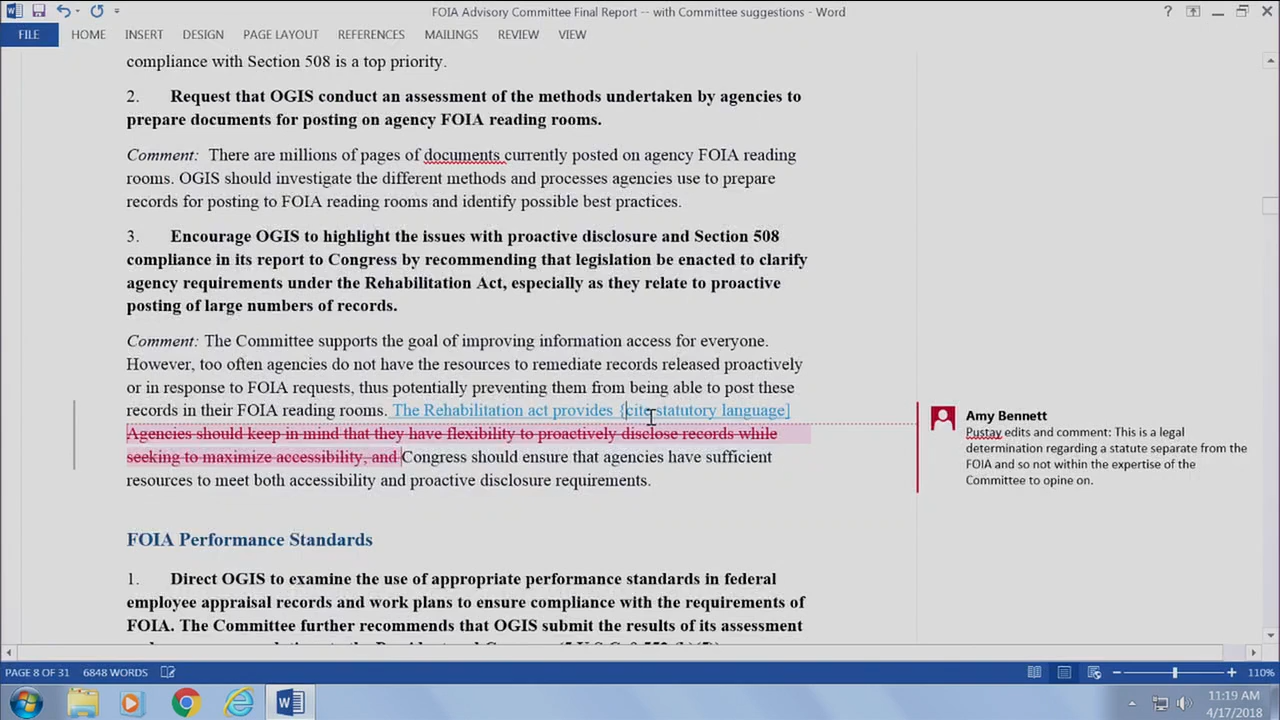 FOIA Advisory Committee Final Report -- with Committee suggestions - Word
FILE HOME INSERT DESIGN PAGE LAYOUT REFERENCES MAILINGS REVIEW VIEW
compliance with Section 508 is a top priority.
2. Request that OGIS conduct an assessment of the methods undertaken by agencies to
prepare documents for posting on agency FOIA reading rooms.
Comment: There are millions of pages of documents currently posted on agency FOIA reading
rooms. OGIS should investigate the different methods and processes agencies use to prepare
records for posting to FOIA reading rooms and identify possible best practices.
3. Encourage OGIS to highlight the issues with proactive disclosure and Section 508
compliance in its report to Congress by recommending that legislation be enacted to clarify
agency requirements under the Rehabilitation Act, especially as they relate to proactive
posting of large numbers of records.
Comment: The Committee supports the goal of improving information access for everyone.
However, too often agencies do not have the resources to remediate records released proactively
or in response to FOIA requests, thus potentially preventing them from being able to post these
records in their FOIA reading rooms. The Rehabilitation act provides {cite statutory language]
Agencies should keep in mind that they have flexibility to proactively disclose records while
seeking to maximize accessibility, and Congress should ensure that agencies have sufficient
resources to meet both accessibility and proactive disclosure requirements.
Amy Bennett
Pustay edits and comment: This is a legal
determination regarding a statute separate from the
FOIA and so not within the expertise of the
Committee to opine on.
FOIA Performance Standards
1. Direct OGIS to examine the use of appropriate performance standards in federal
employee appraisal records and work plans to ensure compliance with the requirements of
FOIA. The Committee further recommends that OGIS submit the results of its assessment
PAGE 8 OF 31 6848 WORDS 110%
11:19 AM
4/17/2018